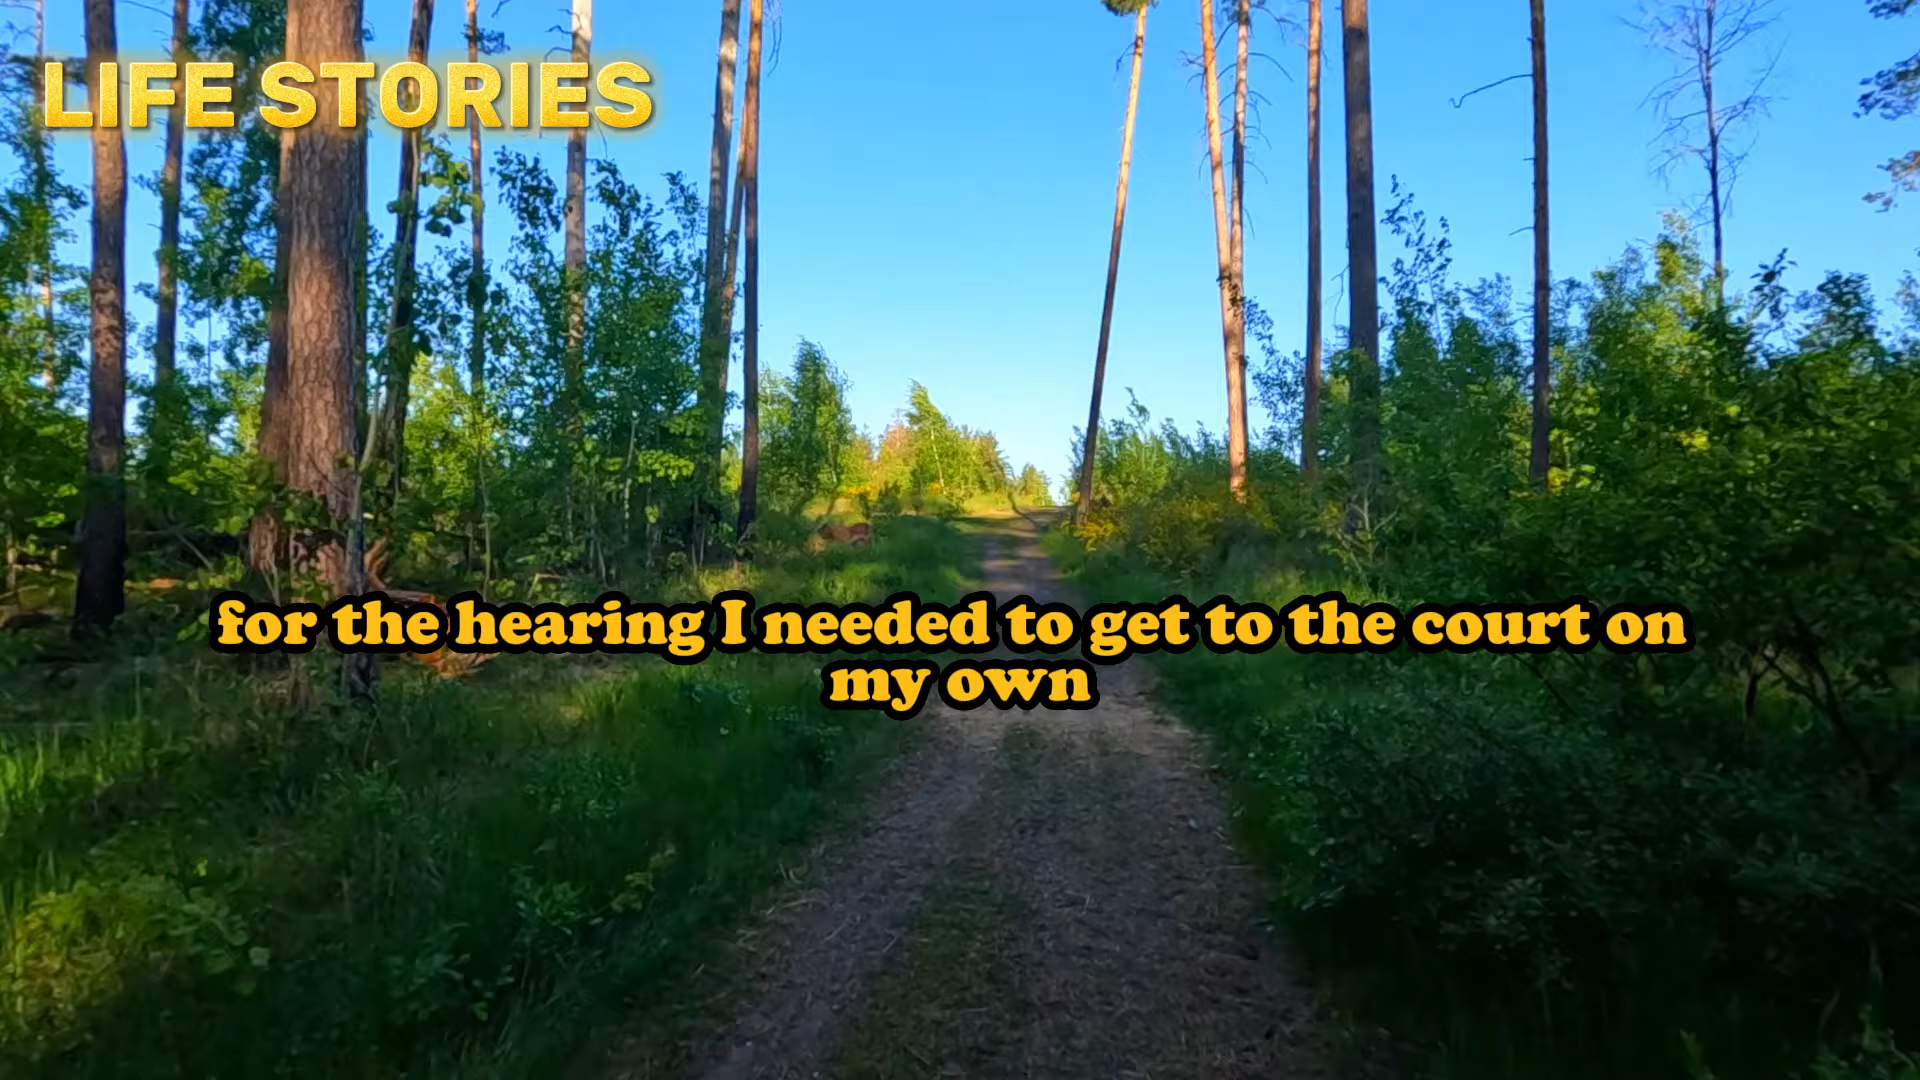 LIFE STORIES
for the hearing I needed to get to the court on
my own